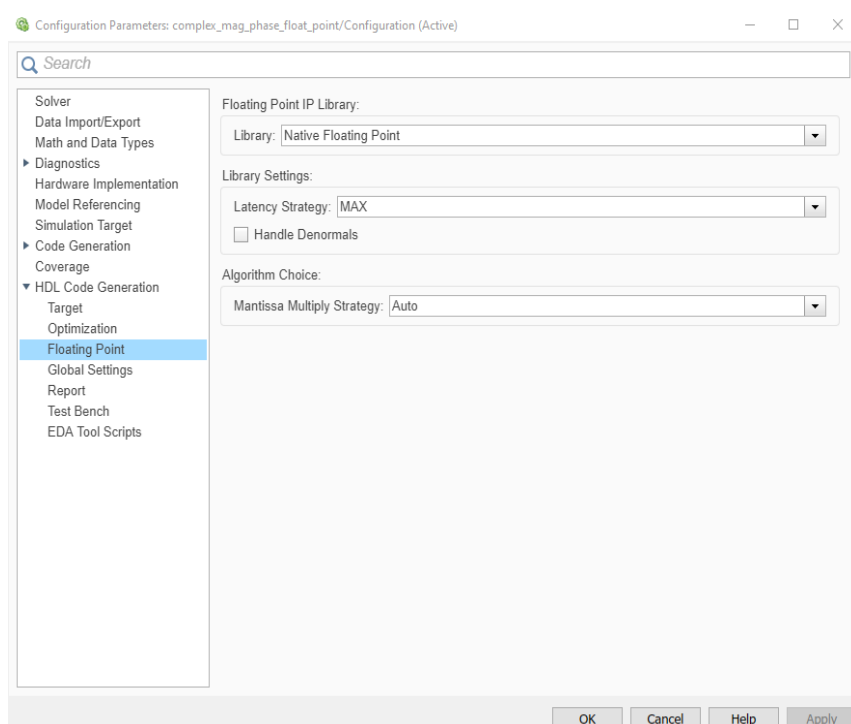 Configuration Parameters: complex_mag_phase_float_point/Configuration (Active)
Search
Solver
Data Import/Export
Math and Data Types
Diagnostics
Hardware Implementation
Model Referencing
Simulation Target
Code Generation
Coverage
HDL Code Generation
Target
Optimization
Floating Point
Global Settings
Report
Test Bench
EDA Tool Scripts
Floating Point IP Library:
Library: Native Floating Point
Library Settings:
Latency Strategy: MAX
Handle Denormals
Algorithm Choice:
Mantissa Multiply Strategy: Auto
OK Cancel Help Apply